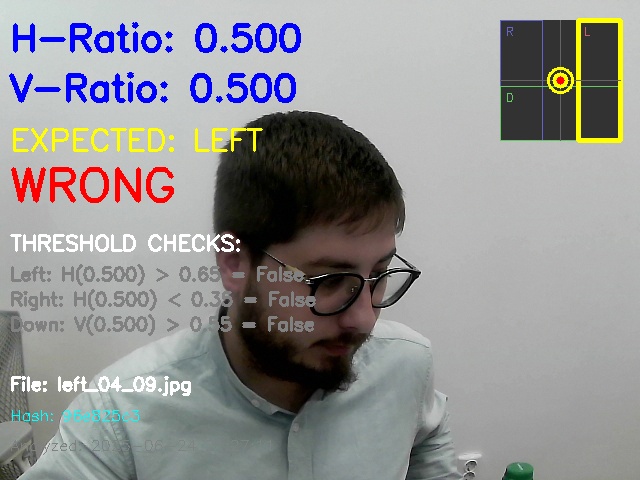 H-Ratio: 0.500
V-Ratio: 0.500
EXPECTED: LEFT
WRONG
THRESHOLD CHECKS:
Left: H(0.500) > 0.65 = False
Right: H(0.500) < 0.35 = False
Down: V(0.500) > 0.55 = False
File: left_04_09.jpg
Hash:
R
L
D